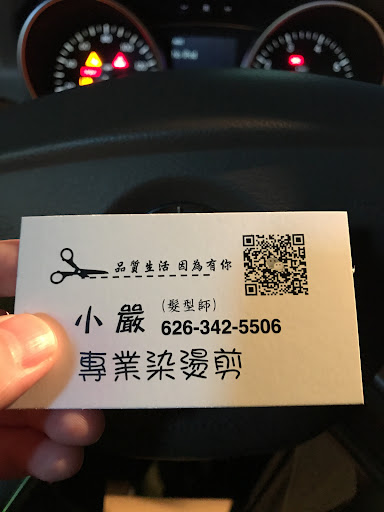 品質生活 因為有你
小嚴 (髮型師)
626-342-5506
專業染燙剪